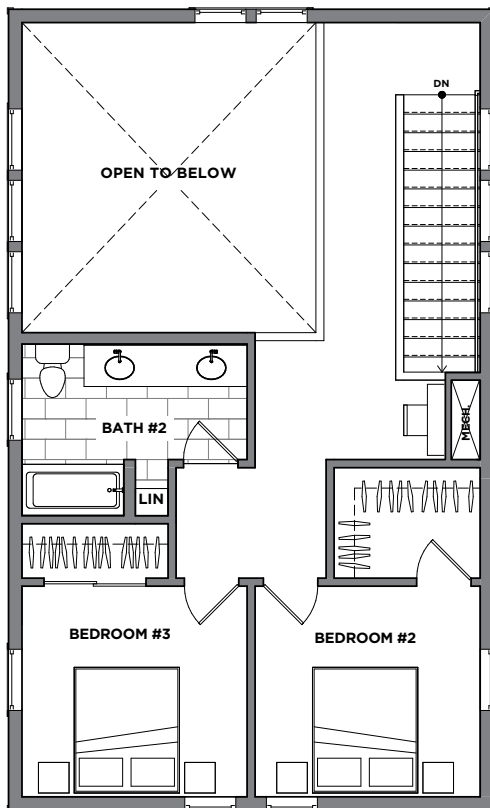 DN
OPEN TO BELOW
MECH.
BATH #2
LIN
BEDROOM #3
BEDROOM #2